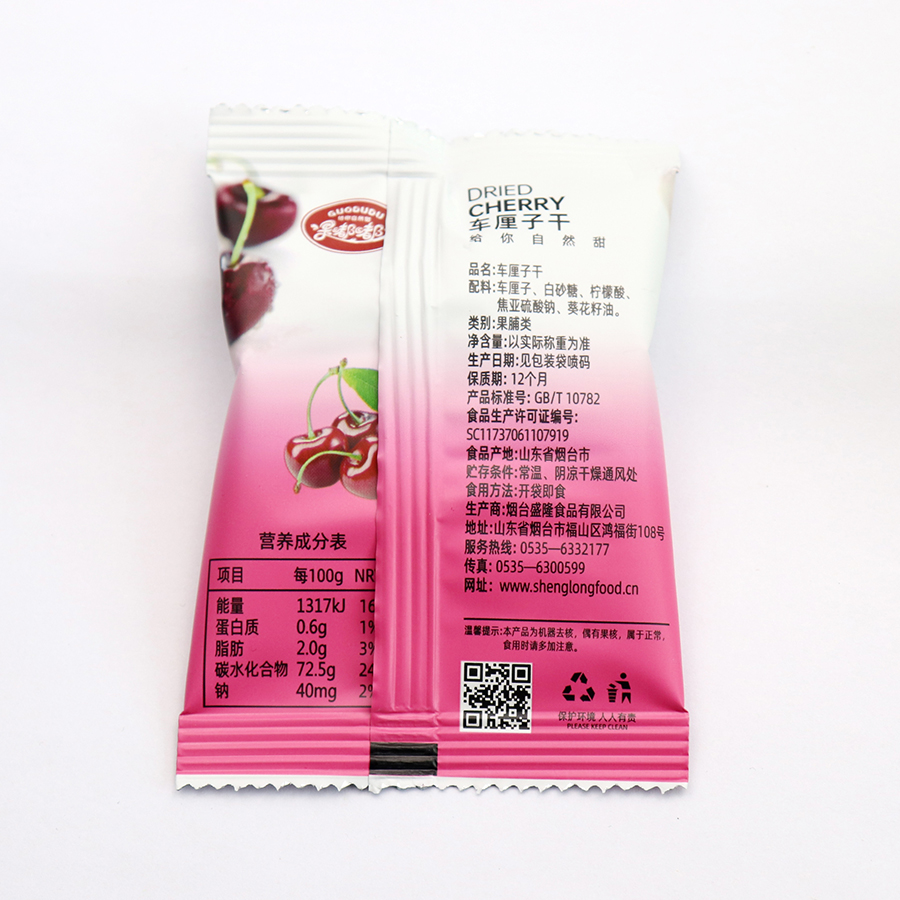 GUODUDU
果嘟嘟
营养成分表
项目 每100g NR
能量 1317kJ 16
蛋白质 0.6g 1%
脂肪 2.0g 3%
碳水化合物 72.5g 24
钠 40mg 2%
DRIED
CHERRY
车厘子干
给你自然甜
品名:车厘子干
配料:车厘子、白砂糖、柠檬酸、
焦亚硫酸钠、葵花籽油。
类别:果脯类
净含量:以实际称重为准
生产日期:见包装袋喷码
保质期: 12个月
产品标准号: GB/T 10782
食品生产许可证编号:
SC11737061107919
食品产地:山东省烟台市
贮存条件:常温、阴凉干燥通风处
食用方法:开袋即食
生产商:烟台盛隆食品有限公司
地址:山东省烟台市福山区鸿福街108号
服务热线: 0535—6332177
传真: 0535—6300599
网址: www.shenglongfood.cn
温馨提示:本产品为机器去核，偶有果核，属于正常，
食用时请多加注意。
保护环境 人人有责
PLEASE KEEP CLEAN